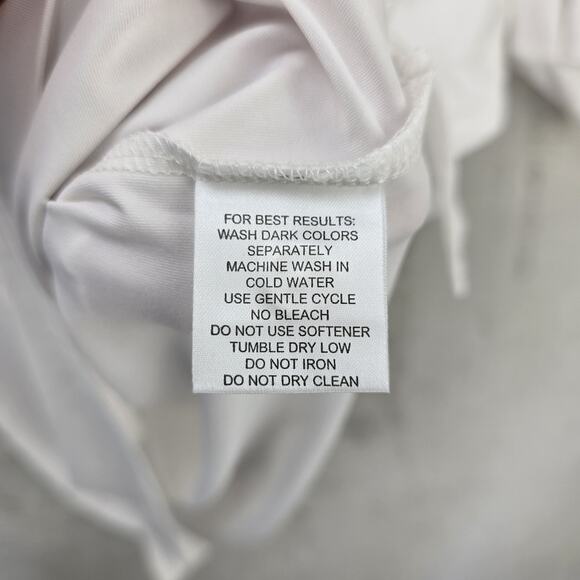 FOR BEST RESULTS:
WASH DARK COLORS
SEPARATELY
MACHINE WASH IN
COLD WATER
USE GENTLE CYCLE
NO BLEACH
DO NOT USE SOFTENER
TUMBLE DRY LOW
DO NOT IRON
DO NOT DRY CLEAN